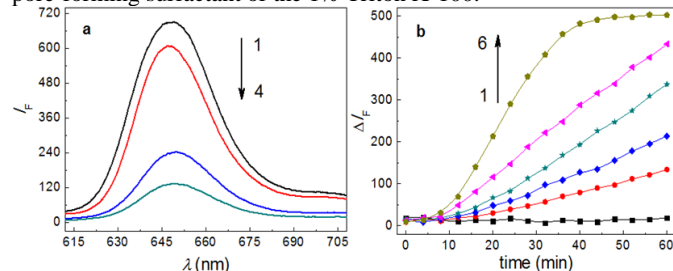 pore-forming surfactant of the 1% Triton X-100.
a
I_F
720
600
480
360
240
120
0
1
4
615 630 645 660 675 690 705
λ (nm)
b
ΔI_F
500
400
300
200
100
0
6
1
0 10 20 30 40 50 60
time (min)